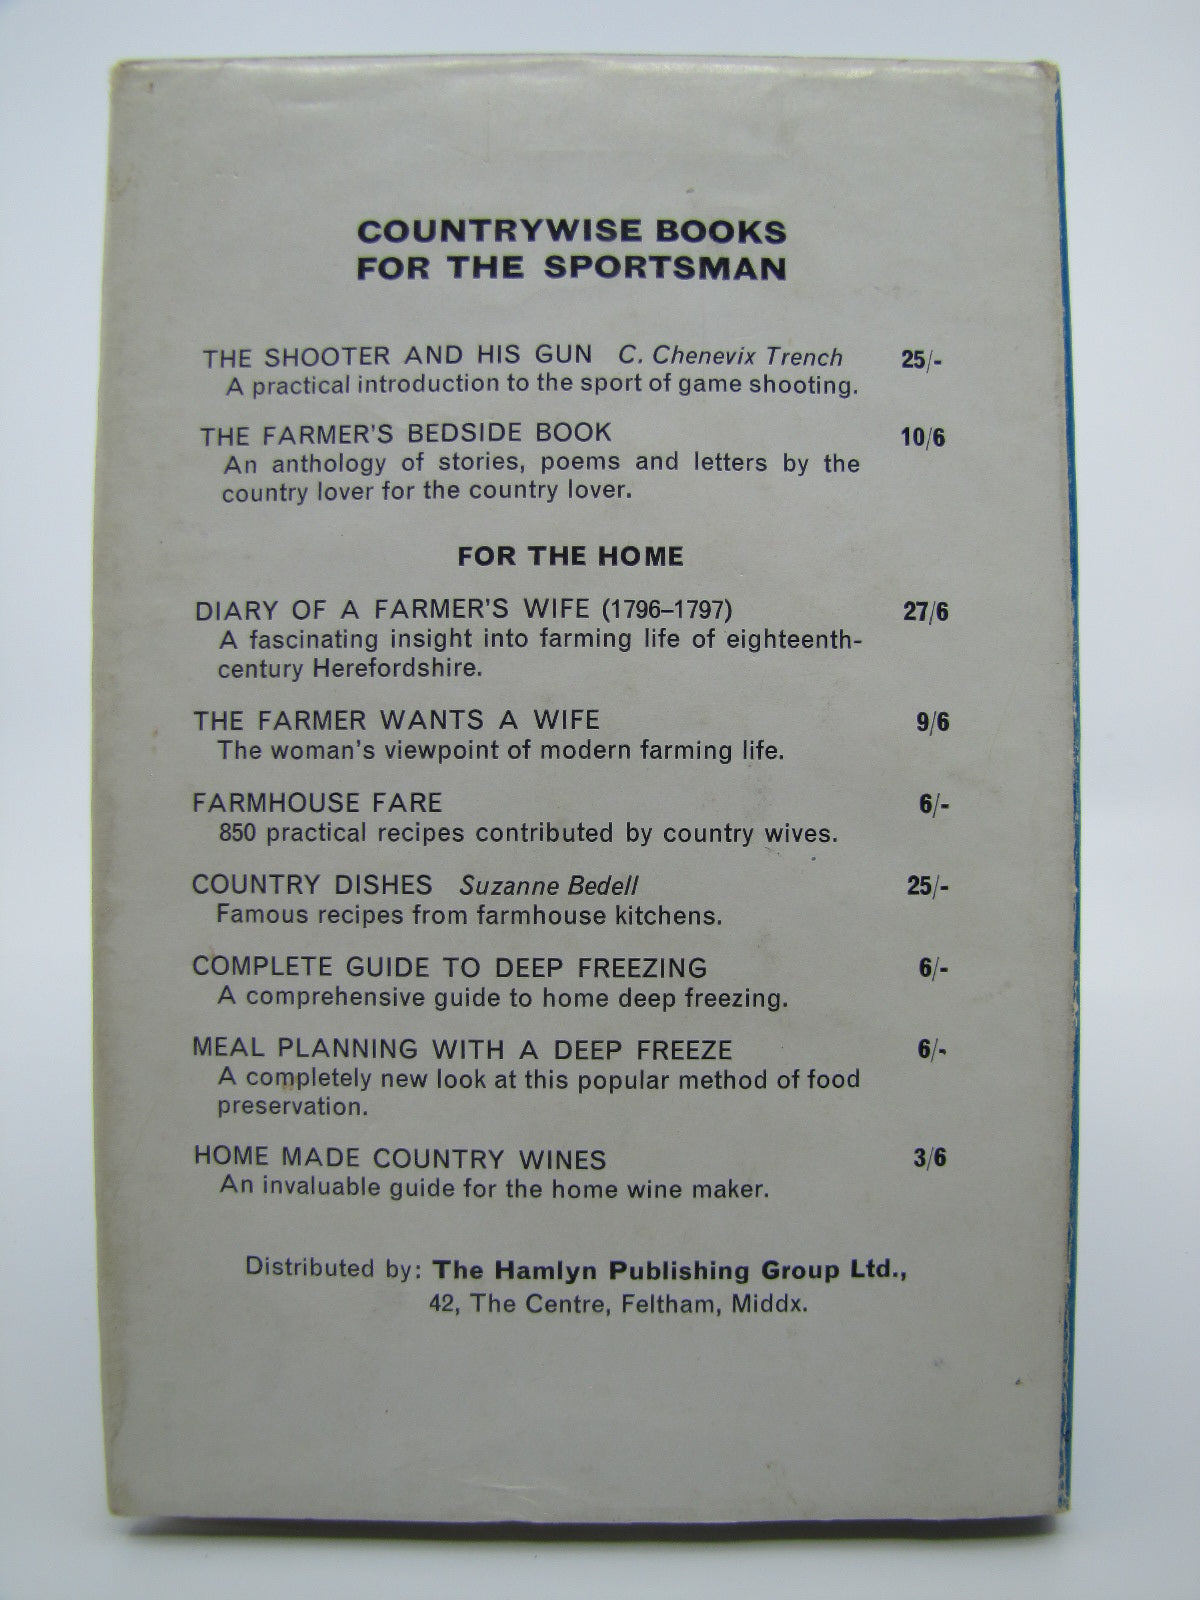 COUNTRYWISE BOOKS
FOR THE SPORTSMAN
THE SHOOTER AND HIS GUN C. Chenevix Trench 25/-
A practical introduction to the sport of game shooting.
THE FARMER'S BEDSIDE BOOK 10/6
An anthology of stories, poems and letters by the
country lover for the country lover.
FOR THE HOME
DIARY OF A FARMER'S WIFE (1796–1797) 27/6
A fascinating insight into farming life of eighteenth-
century Herefordshire.
THE FARMER WANTS A WIFE 9/6
The woman's viewpoint of modern farming life.
FARMHOUSE FARE 6/-
850 practical recipes contributed by country wives.
COUNTRY DISHES Suzanne Bedell 25/-
Famous recipes from farmhouse kitchens.
COMPLETE GUIDE TO DEEP FREEZING 6/-
A comprehensive guide to home deep freezing.
MEAL PLANNING WITH A DEEP FREEZE 6/-
A completely new look at this popular method of food
preservation.
HOME MADE COUNTRY WINES 3/6
An invaluable guide for the home wine maker.
Distributed by: The Hamlyn Publishing Group Ltd.,
42, The Centre, Feltham, Middx.